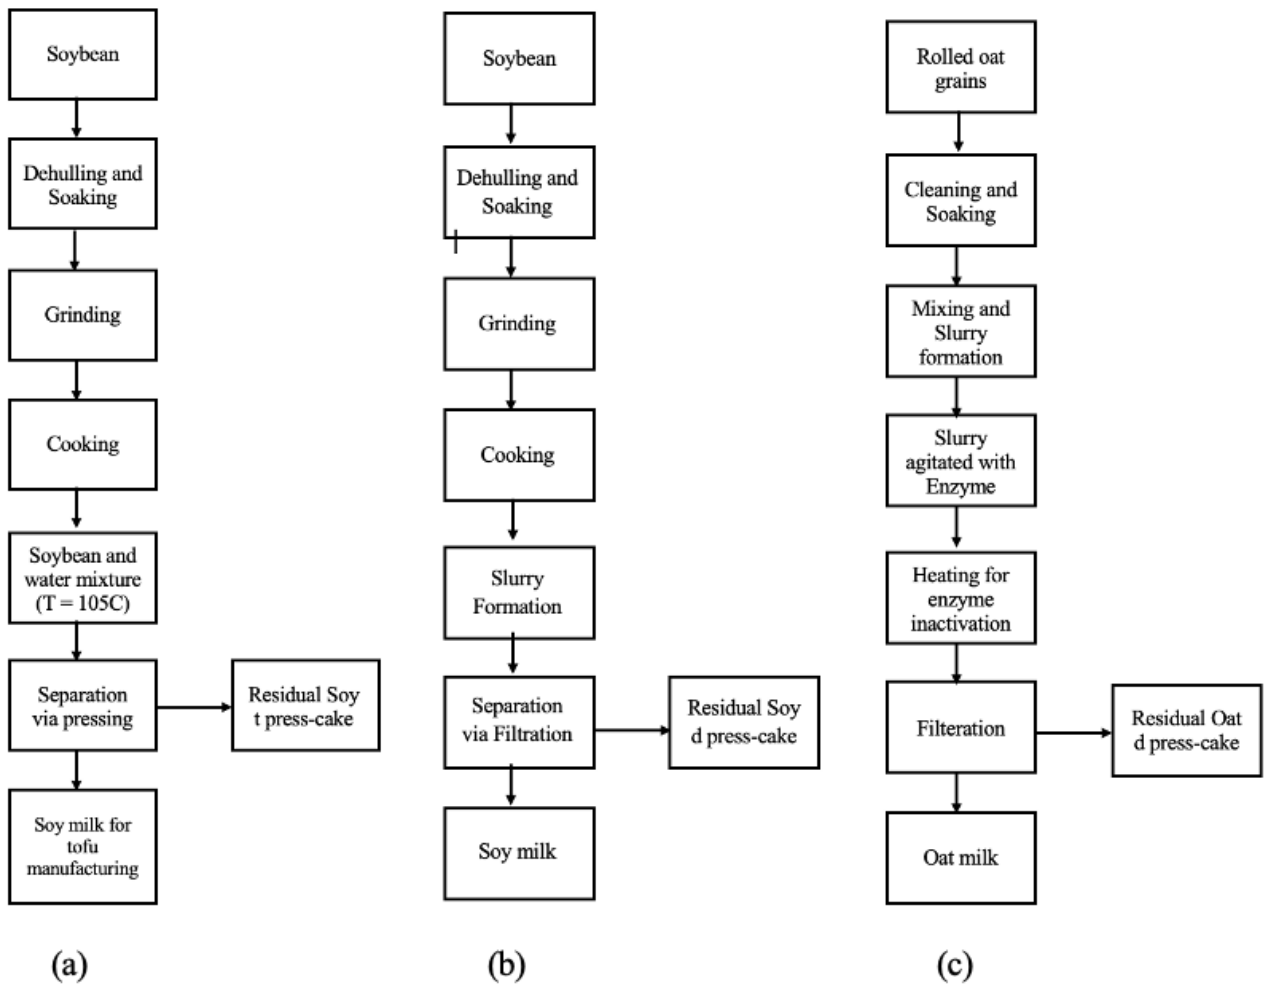 Soybean
Dehulling and
Soaking
Grinding
Cooking
Soybean and
water mixture
(T = 105C)
Separation
via pressing
Residual Soy
t press-cake
Soy milk for
tofu
manufacturing
(a)
Soybean
Dehulling and
Soaking
Grinding
Cooking
Slurry
Formation
Separation
via Filtration
Residual Soy
d press-cake
Soy milk
(b)
Rolled oat
grains
Cleaning and
Soaking
Mixing and
Slurry
formation
Slurry
agitated with
Enzyme
Heating for
enzyme
inactivation
Filteration
Residual Oat
d press-cake
Oat milk
(c)